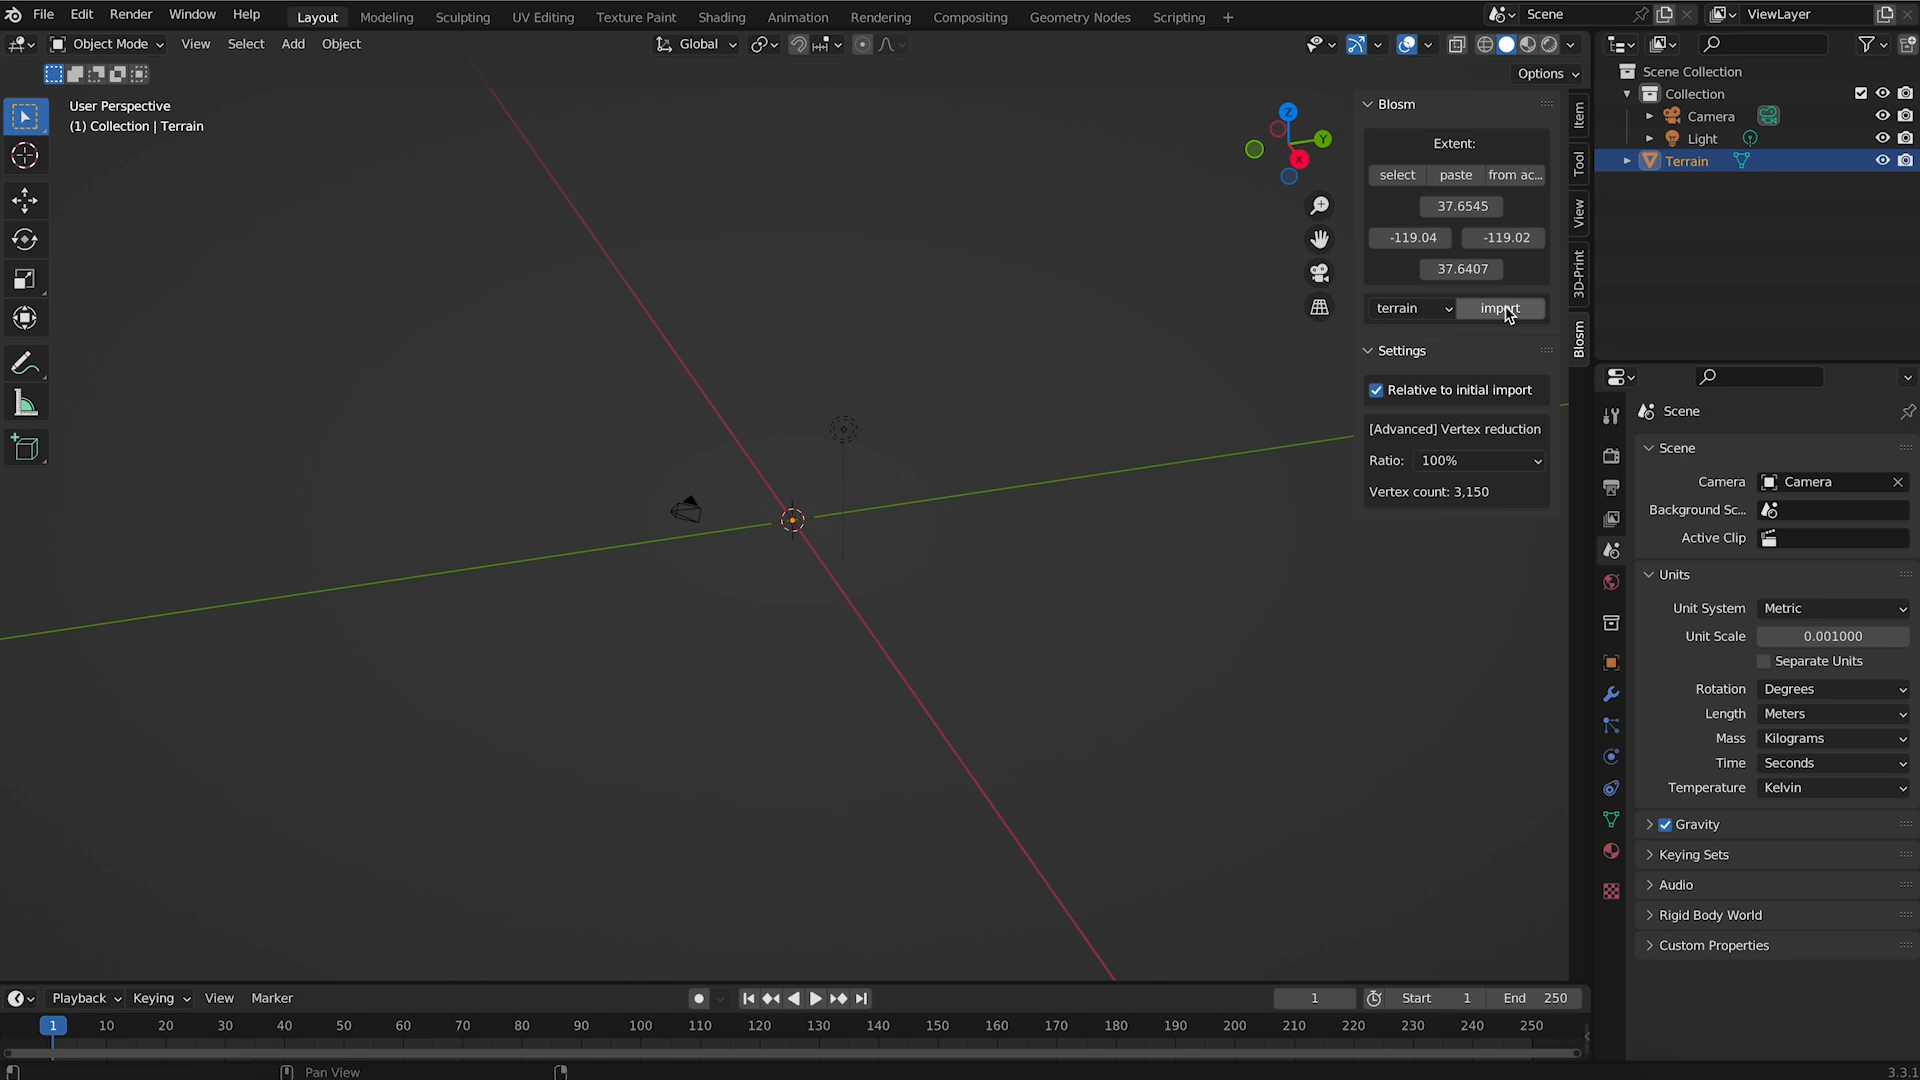 File Edit Render Window Help Layout Modeling Sculpting UV Editing Texture Paint Shading Animation Rendering Compositing Geometry Nodes Scripting + Scene ViewLayer
Object Mode View Select Add Object Global
Options
User Perspective
(1) Collection | Terrain
X
Y
Z
Blosm
Extent:
select paste from ac...
37.6545
-119.04 -119.02
37.6407
terrain import
Settings
Relative to initial import
[Advanced] Vertex reduction
Ratio: 100%
Vertex count: 3,150
Item
Tool
View
3D-Print
Blosm
Scene Collection
Collection
Camera
Light
Terrain
Scene
Scene
Camera Camera
Background Sc...
Active Clip
Units
Unit System Metric
Unit Scale 0.001000
Separate Units
Rotation Degrees
Length Meters
Mass Kilograms
Time Seconds
Temperature Kelvin
Gravity
Keying Sets
Audio
Rigid Body World
Custom Properties
Playback Keying View Marker 1 Start 1 End 250
1 10 20 30 40 50 60 70 80 90 100 110 120 130 140 150 160 170 180 190 200 210 220 230 240 250
Pan View
3.3.1